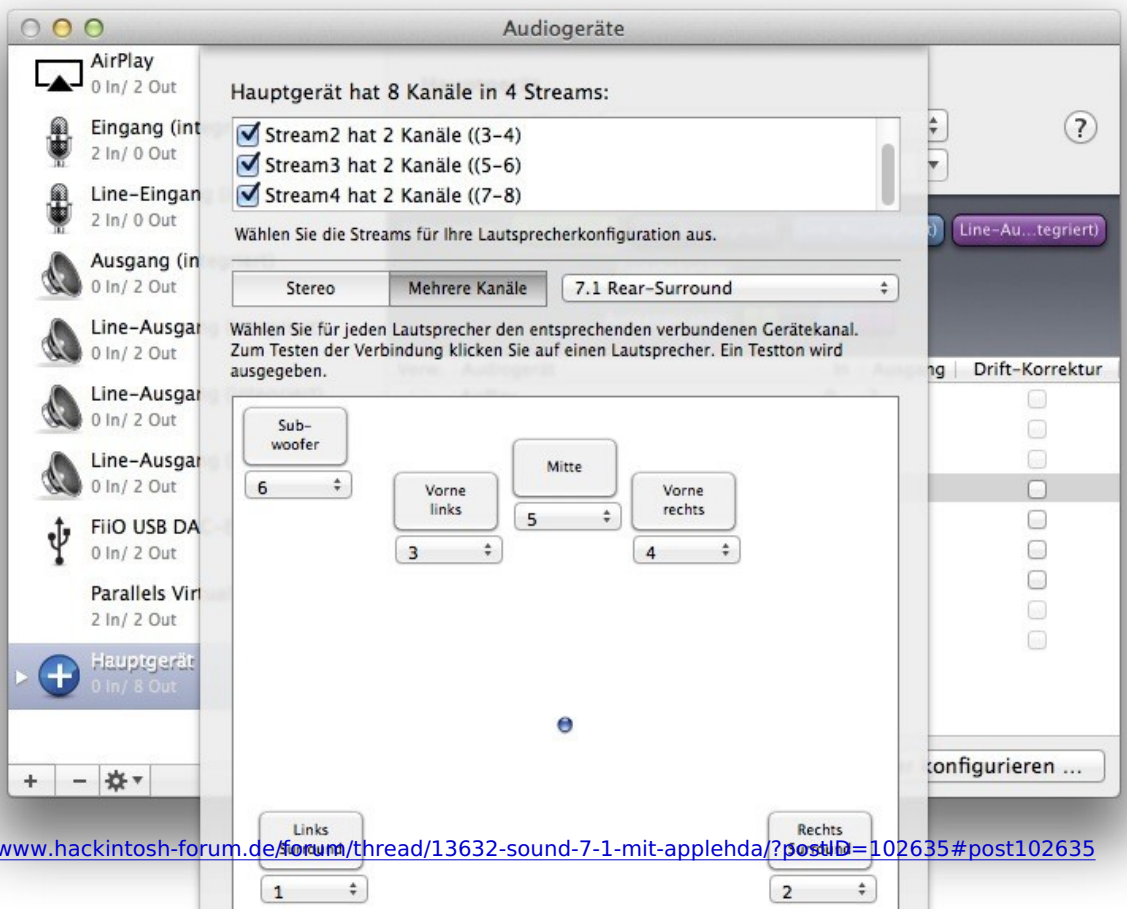 Audiogeräte
AirPlay
0 In/ 2 Out
Eingang (int
2 In/ 0 Out
Line-Eingan
2 In/ 0 Out
Ausgang (in
0 In/ 2 Out
Line-Ausgar
0 In/ 2 Out
Line-Ausgar
0 In/ 2 Out
Line-Ausgar
0 In/ 2 Out
FiiO USB DA
0 In/ 2 Out
Parallels Virt
2 In/ 2 Out
Hauptgerät
0 In/ 8 Out
+ −
Hauptgerät hat 8 Kanäle in 4 Streams:
Stream2 hat 2 Kanäle ((3-4)
Stream3 hat 2 Kanäle ((5-6)
Stream4 hat 2 Kanäle ((7-8)
Wählen Sie die Streams für Ihre Lautsprecherkonfiguration aus.
Stereo Mehrere Kanäle 7.1 Rear-Surround
Wählen Sie für jeden Lautsprecher den entsprechenden verbundenen Gerätekanal.
Zum Testen der Verbindung klicken Sie auf einen Lautsprecher. Ein Testton wird
ausgegeben.
Sub-
woofer
6
Vorne
links
3
Mitte
5
Vorne
rechts
4
Links
Surround
1
Rechts
Surround
2
?
Line-Au...tegriert)
ng Drift-Korrektur
konfigurieren ...
www.hackintosh-forum.de/forum/thread/13632-sound-7-1-mit-applehda/?postID=102635#post102635